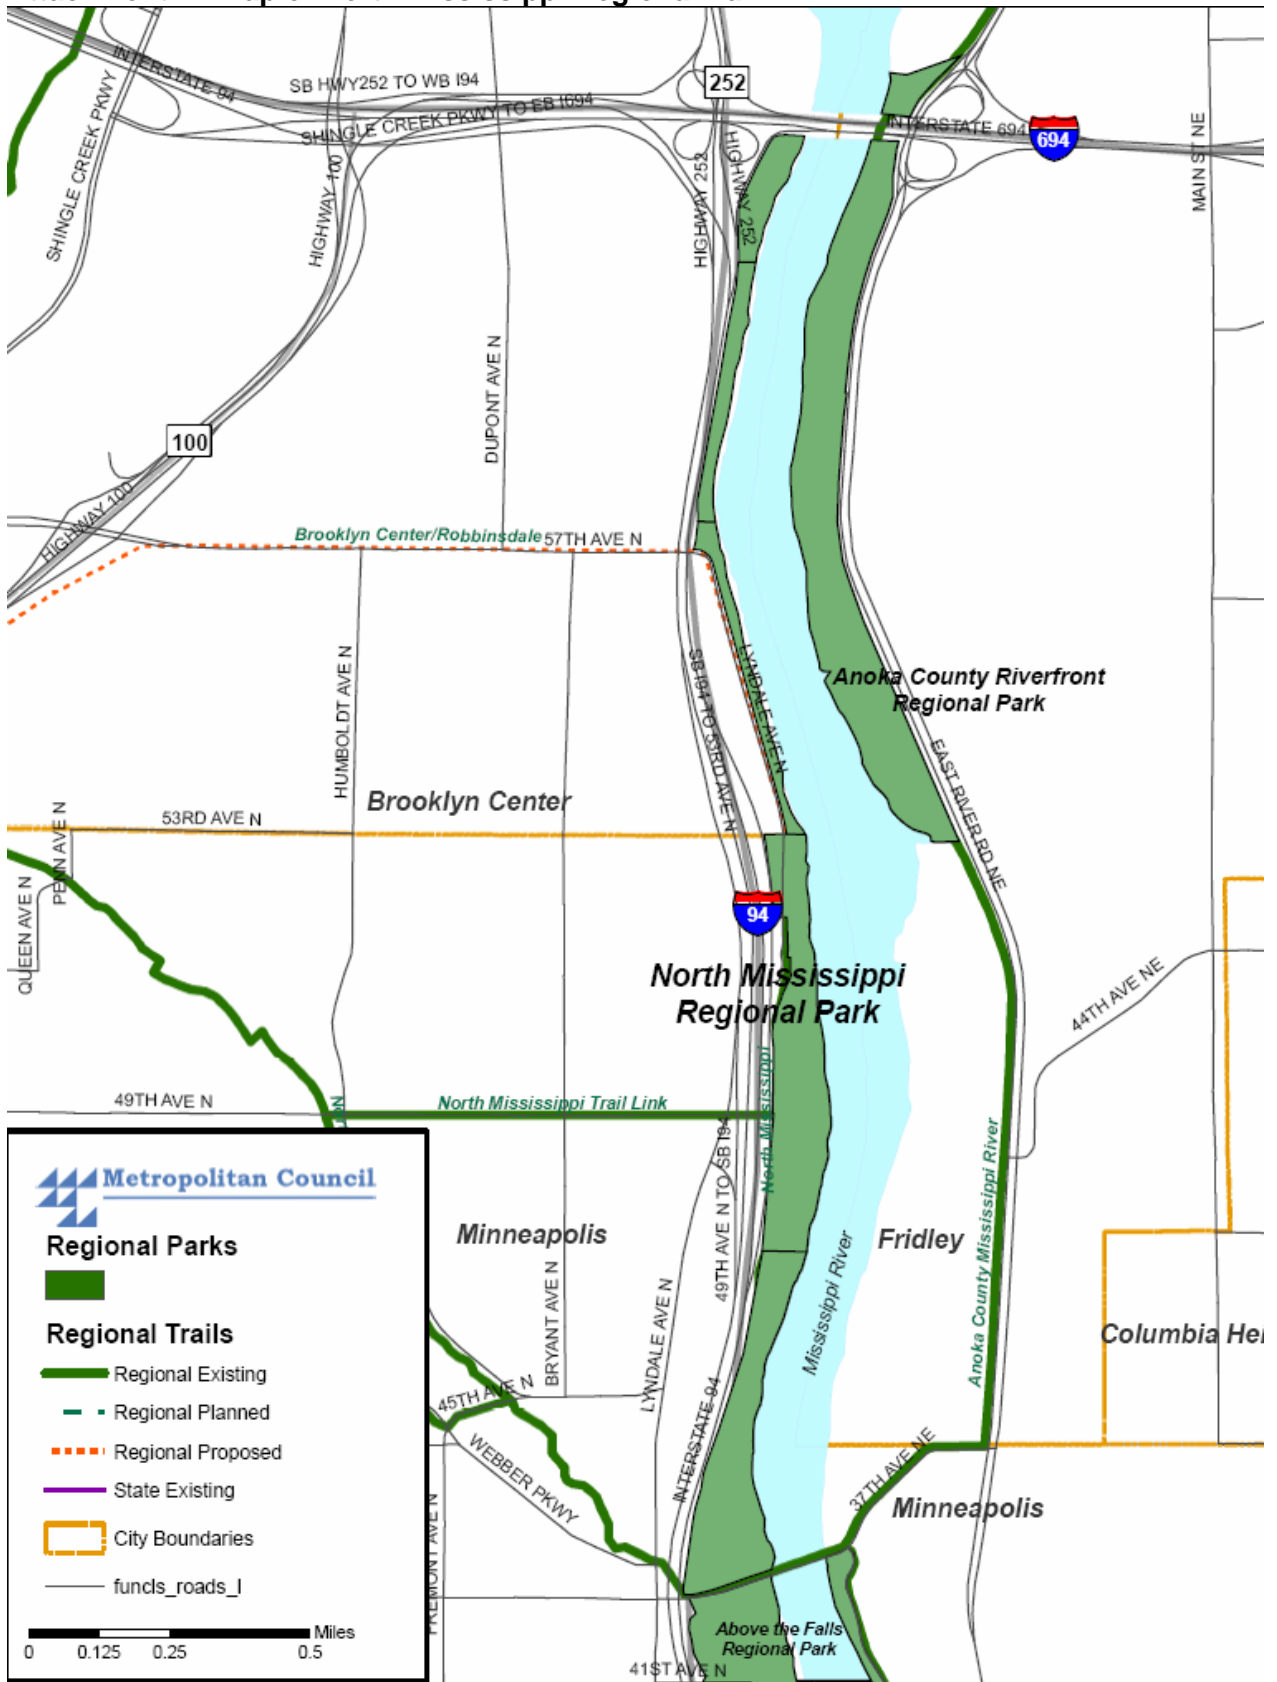 INTERSTATE 94
SB HWY252 TO WB I94
SHINGLE CREEK PKWY TO EB I694
252
INTERSTATE 694
694
SHINGLE CREEK PKWY
HIGHWAY 100
HIGHWAY 252
HIGHWAY 252
MAIN ST NE
DUPONT AVE N
100
HIGHWAY 100
Brooklyn Center/Robbinsdale
57TH AVE N
HUMBOLDT AVE N
SB I94 TO 53RD AVE N
LYNDALE AVE N
Anoka County Riverfront
Regional Park
EAST RIVER RD NE
Brooklyn Center
53RD AVE N
PENN AVE N
QUEEN AVE N
94
North Mississippi
Regional Park
44TH AVE NE
49TH AVE N
North Mississippi Trail Link
North Mississippi
49TH AVE N TO SB I94
Anoka County Mississippi River
Minneapolis
Fridley
Mississippi River
Columbia Hei
BRYANT AVE N
LYNDALE AVE N
45TH AVE N
INTERSTATE 94
WEBBER PKWY
37TH AVE NE
Minneapolis
Above the Falls
Regional Park
41ST AVE N
Metropolitan Council
Regional Parks
Regional Trails
Regional Existing
Regional Planned
Regional Proposed
State Existing
City Boundaries
funcls_roads_l
Miles
0 0.125 0.25 0.5